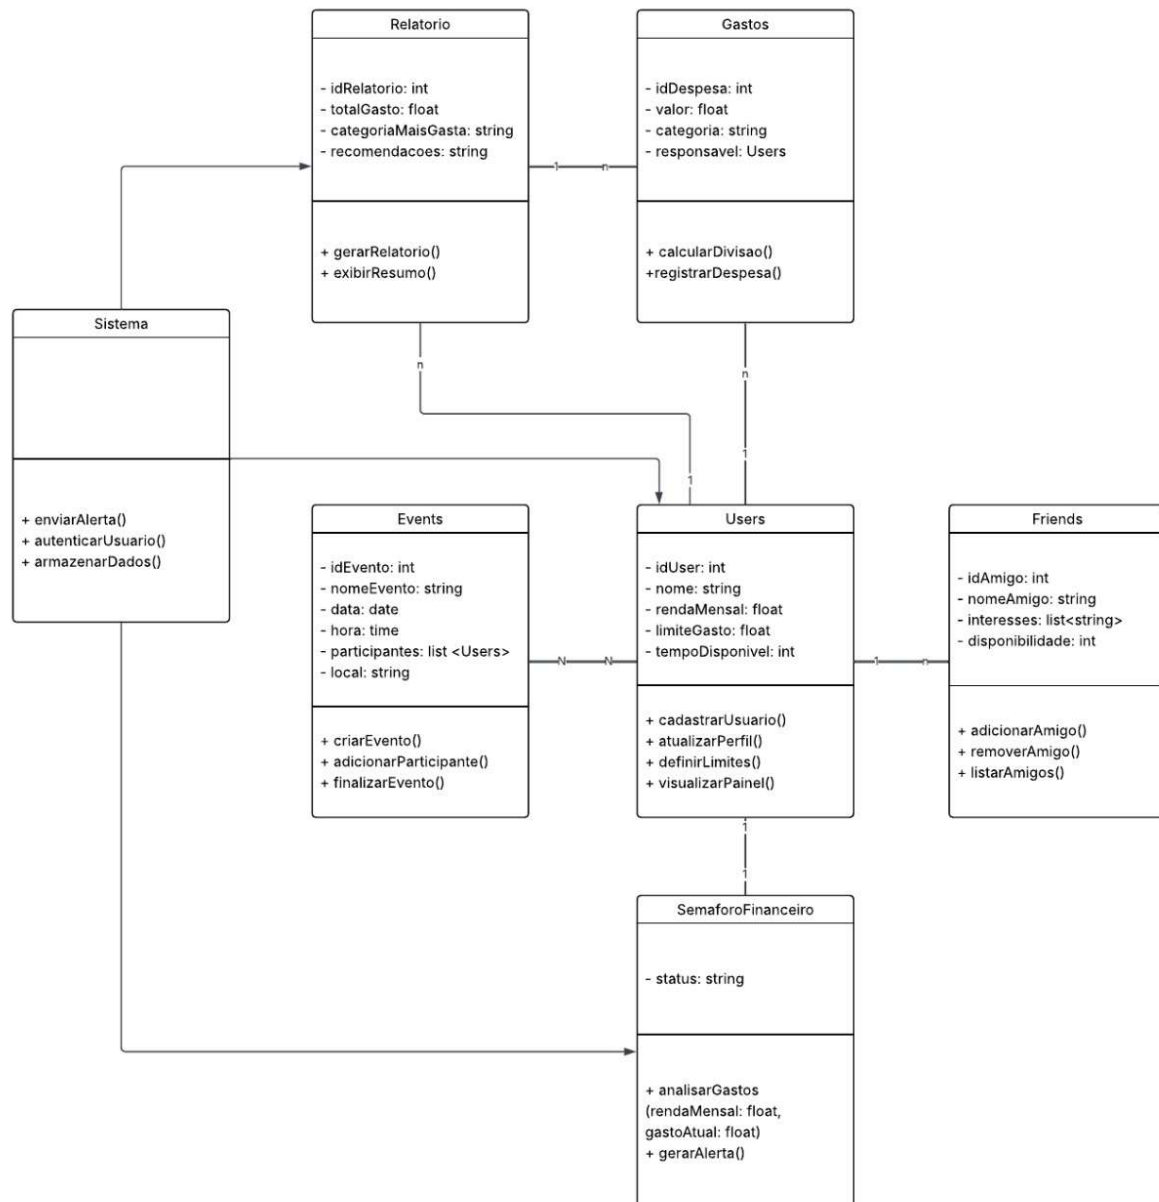 Relatorio
- idRelatorio: int
- totalGasto: float
- categoriaMaisGasta: string
- recomendacoes: string
+ gerarRelatorio()
+ exibirResumo()
Gastos
- idDespesa: int
- valor: float
- categoria: string
- responsavel: Users
+ calcularDivisao()
+registrarDespesa()
1
n
Sistema
+ enviarAlerta()
+ autenticarUsuario()
+ armazenarDados()
n
1
n
1
Events
- idEvento: int
- nomeEvento: string
- data: date
- hora: time
- participantes: list <Users>
- local: string
+ criarEvento()
+ adicionarParticipante()
+ finalizarEvento()
N
N
Users
- idUser: int
- nome: string
- rendaMensal: float
- limiteGasto: float
- tempoDisponivel: int
+ cadastrarUsuario()
+ atualizarPerfil()
+ definirLimites()
+ visualizarPainel()
1
n
Friends
- idAmigo: int
- nomeAmigo: string
- interesses: list<string>
- disponibilidade: int
+ adicionarAmigo()
+ removerAmigo()
+ listarAmigos()
1
1
SemaforoFinanceiro
- status: string
+ analisarGastos
(rendaMensal: float,
gastoAtual: float)
+ gerarAlerta()